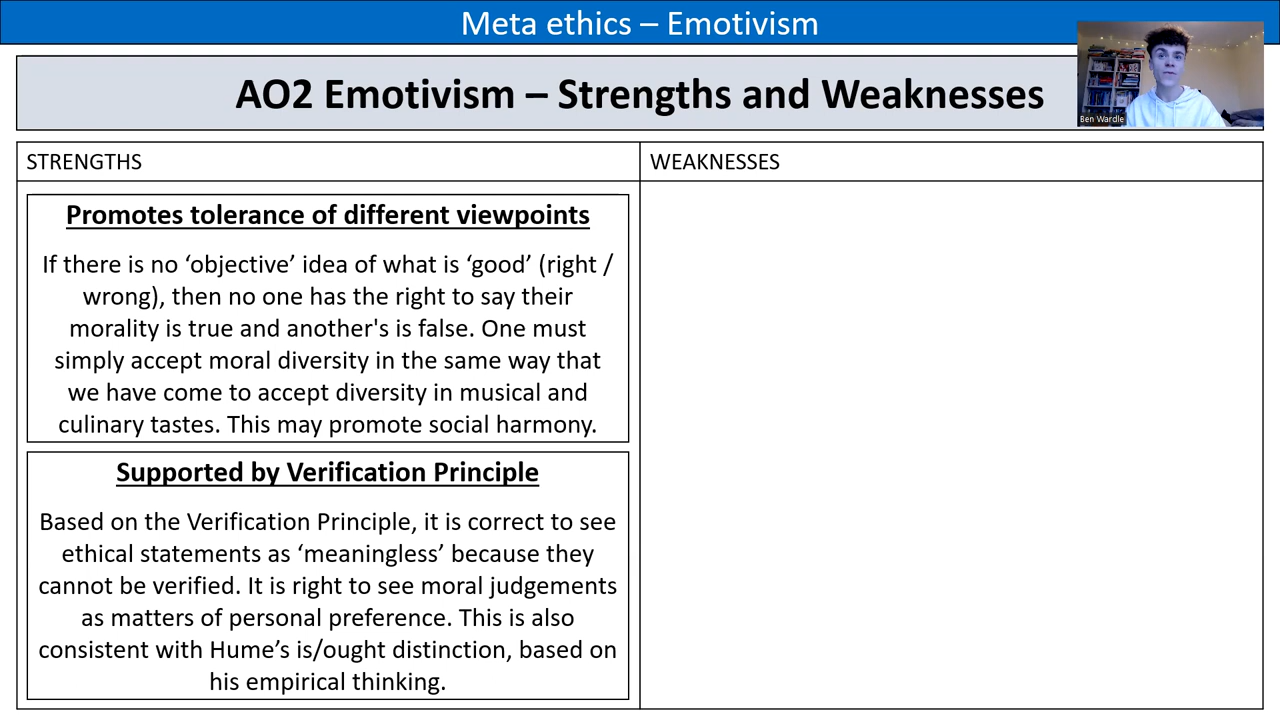 Meta ethics – Emotivism
AO2 Emotivism – Strengths and Weaknesses
Ben Wardle
STRENGTHS
WEAKNESSES
Promotes tolerance of different viewpoints
If there is no ‘objective’ idea of what is ‘good’ (right /
wrong), then no one has the right to say their
morality is true and another's is false. One must
simply accept moral diversity in the same way that
we have come to accept diversity in musical and
culinary tastes. This may promote social harmony.
Supported by Verification Principle
Based on the Verification Principle, it is correct to see
ethical statements as ‘meaningless’ because they
cannot be verified. It is right to see moral judgements
as matters of personal preference. This is also
consistent with Hume’s is/ought distinction, based on
his empirical thinking.